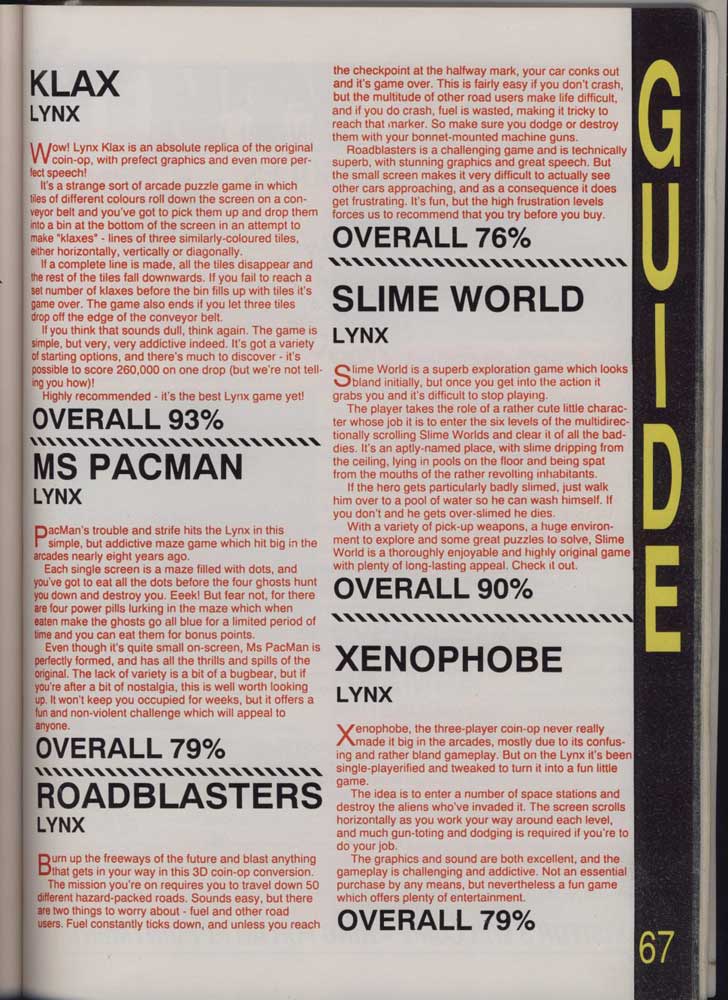 KLAX
LYNX
Wow! Lynx Klax is an absolute replica of the original
coin-op, with prefect graphics and even more per-
fect speech!
It's a strange sort of arcade puzzle game in which
tiles of different colours roll down the screen on a con-
veyor belt and you've got to pick them up and drop them
into a bin at the bottom of the screen in an attempt to
make "klaxes" - lines of three similarly-coloured tiles,
either horizontally, vertically or diagonally.
If a complete line is made, all the tiles disappear and
the rest of the tiles fall downwards. If you fail to reach a
set number of klaxes before the bin fills up with tiles it's
game over. The game also ends if you let three tiles
drop off the edge of the conveyor belt.
If you think that sounds dull, think again. The game is
simple, but very, very addictive indeed. It's got a variety
of starting options, and there's much to discover - it's
possible to score 260,000 on one drop (but we're not tell-
ing you how)!
Highly recommended - it's the best Lynx game yet!
OVERALL 93%
MS PACMAN
LYNX
PacMan's trouble and strife hits the Lynx in this
simple, but addictive maze game which hit big in the
arcades nearly eight years ago.
Each single screen is a maze filled with dots, and
you've got to eat all the dots before the four ghosts hunt
you down and destroy you. Eeek! But fear not, for there
are four power pills lurking in the maze which when
eaten make the ghosts go all blue for a limited period of
time and you can eat them for bonus points.
Even though it's quite small on-screen, Ms PacMan is
perfectly formed, and has all the thrills and spills of the
original. The lack of variety is a bit of a bugbear, but if
you're after a bit of nostalgia, this is well worth looking
up. It won't keep you occupied for weeks, but it offers a
fun and non-violent challenge which will appeal to
anyone.
OVERALL 79%
ROADBLASTERS
LYNX
Burn up the freeways of the future and blast anything
that gets in your way in this 3D coin-op conversion.
The mission you're on requires you to travel down 50
different hazard-packed roads. Sounds easy, but there
are two things to worry about - fuel and other road
users. Fuel constantly ticks down, and unless you reach
the checkpoint at the halfway mark, your car conks out
and it's game over. This is fairly easy if you don't crash,
but the multitude of other road users make life difficult,
and if you do crash, fuel is wasted, making it tricky to
reach that marker. So make sure you dodge or destroy
them with your bonnet-mounted machine guns.
Roadblasters is a challenging game and is technically
superb, with stunning graphics and great speech. But
the small screen makes it very difficult to actually see
other cars approaching, and as a consequence it does
get frustrating. It's fun, but the high frustration levels
forces us to recommend that you try before you buy.
OVERALL 76%
SLIME WORLD
LYNX
Slime World is a superb exploration game which looks
bland initially, but once you get into the action it
grabs you and it's difficult to stop playing.
The player takes the role of a rather cute little charac-
ter whose job it is to enter the six levels of the multidirec-
tionally scrolling Slime Worlds and clear it of all the bad-
dies. It's an aptly-named place, with slime dripping from
the ceiling, lying in pools on the floor and being spat
from the mouths of the rather revolting inhabitants.
If the hero gets particularly badly slimed, just walk
him over to a pool of water so he can wash himself. If
you don't and he gets over-slimed he dies.
With a variety of pick-up weapons, a huge environ-
ment to explore and some great puzzles to solve, Slime
World is a thoroughly enjoyable and highly original game
with plenty of long-lasting appeal. Check it out.
OVERALL 90%
XENOPHOBE
LYNX
Xenophobe, the three-player coin-op never really
made it big in the arcades, mostly due to its confus-
ing and rather bland gameplay. But on the Lynx it's been
single-playerified and tweaked to turn it into a fun little
game.
The idea is to enter a number of space stations and
destroy the aliens who've invaded it. The screen scrolls
horizontally as you work your way around each level,
and much gun-toting and dodging is required if you're to
do your job.
The graphics and sound are both excellent, and the
gameplay is challenging and addictive. Not an essential
purchase by any means, but nevertheless a fun game
which offers plenty of entertainment.
OVERALL 79%
GUIDE
67